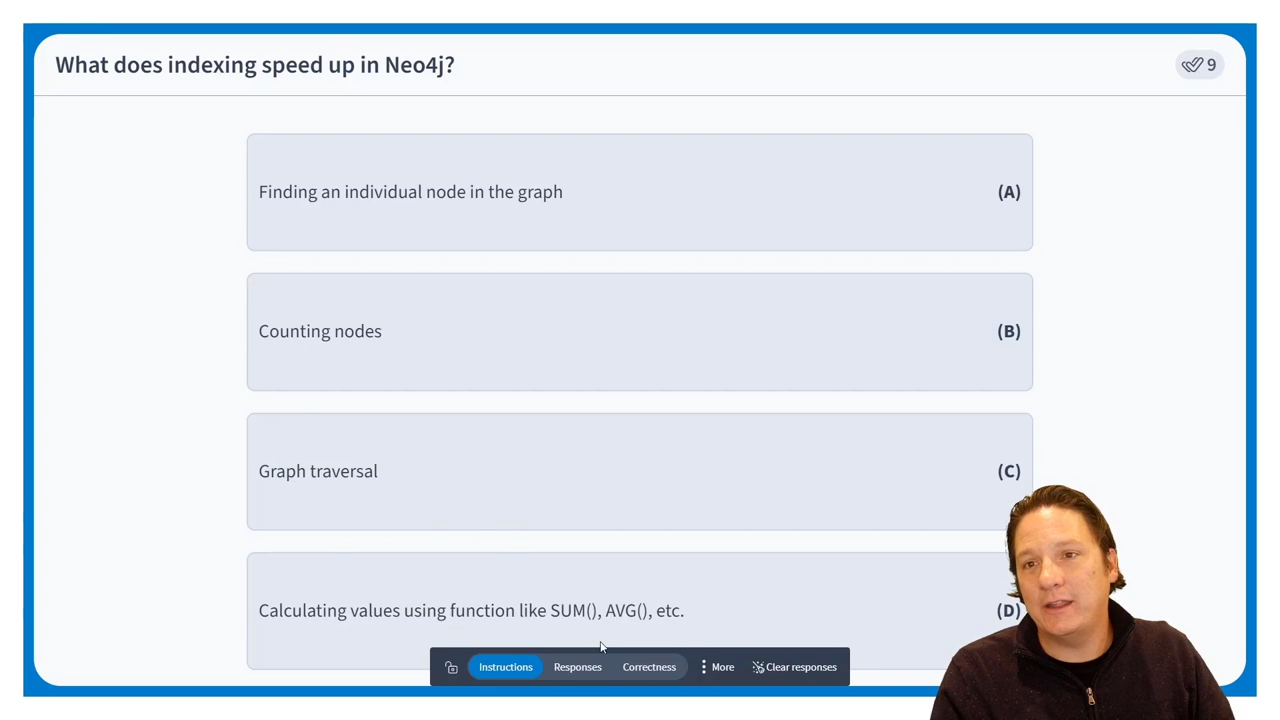 What does indexing speed up in Neo4j?
9
Finding an individual node in the graph (A)
Counting nodes (B)
Graph traversal (C)
Calculating values using function like SUM(), AVG(), etc. (D)
Instructions Responses Correctness More Clear responses